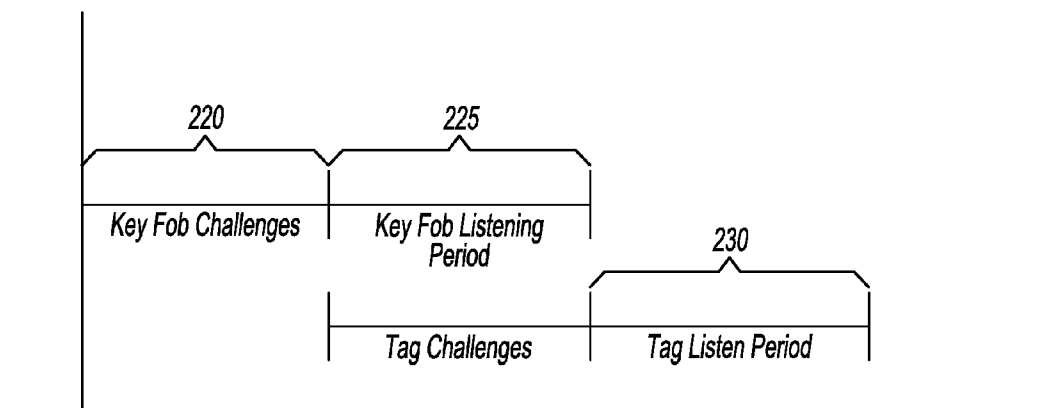 220
225
Key Fob Challenges
Key Fob Listening
Period
230
Tag Challenges
Tag Listen Period